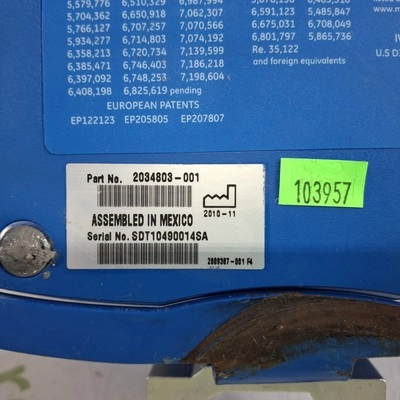 5,579,776 6,510,329 6,987,994
5,704,362 6,650,918 7,062,307
5,766,127 6,707,257 7,070,566
5,934,277 6,714,803 7,074,192
6,358,213 6,720,734 7,139,599
6,385,471 6,746,403 7,186,218
6,397,092 6,748,253 7,198,604
6,408,198 6,825,619 pending
EUROPEAN PATENTS
EP122123 EP205805 EP207807
6,591,123 5,485,847
6,675,031 6,708,049
6,801,797 5,865,736
Re. 35,122
and foreign equivalents
www.m
IV
U.S D
Part No. 2034803-001
2010-11
ASSEMBLED IN MEXICO
Serial No. SDT10490014SA
2009387-001 F4
103957